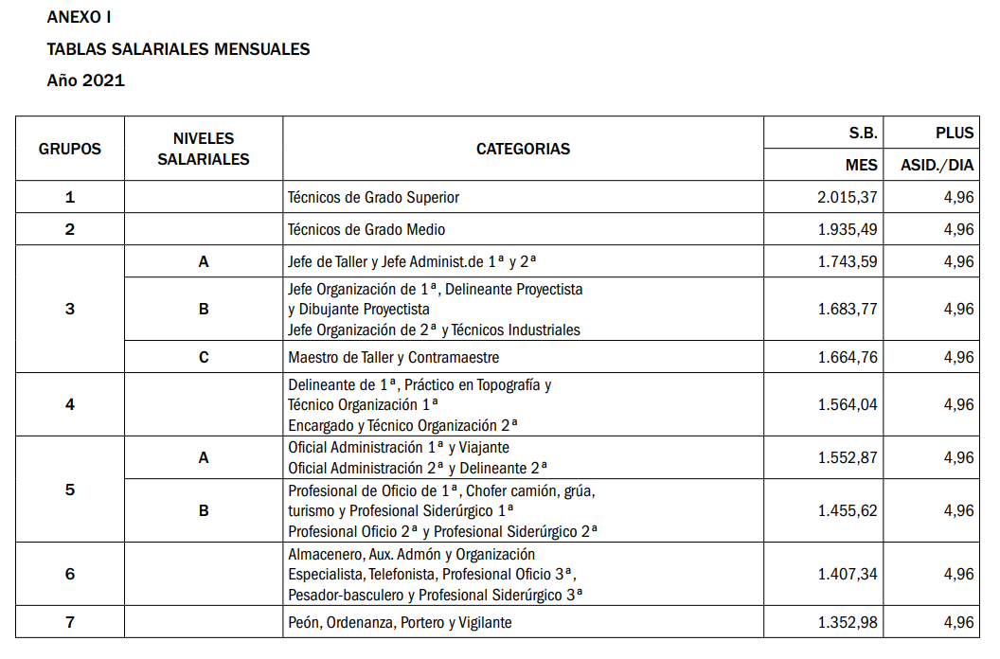 ANEXO I
TABLAS SALARIALES MENSUALES
Año 2021
GRUPOS NIVELES SALARIALES CATEGORIAS S.B. PLUS
MES ASID./DIA
1 Técnicos de Grado Superior 2.015,37 4,96
2 Técnicos de Grado Medio 1.935,49 4,96
3 A Jefe de Taller y Jefe Administ.de 1ª y 2ª 1.743,59 4,96
Jefe Organización de 1ª, Delineante Proyectista
B y Dibujante Proyectista 1.683,77 4,96
Jefe Organización de 2ª y Técnicos Industriales
C Maestro de Taller y Contramaestre 1.664,76 4,96
Delineante de 1ª, Práctico en Topografía y
4 Técnico Organización 1ª 1.564,04 4,96
Encargado y Técnico Organización 2ª
5 A Oficial Administración 1ª y Viajante 1.552,87 4,96
Oficial Administración 2ª y Delineante 2ª
Profesional de Oficio de 1ª, Chofer camión, grúa,
B turismo y Profesional Siderúrgico 1ª 1.455,62 4,96
Profesional Oficio 2ª y Profesional Siderúrgico 2ª
Almacenero, Aux. Admón y Organización
6 Especialista, Telefonista, Profesional Oficio 3ª, 1.407,34 4,96
Pesador-basculero y Profesional Siderúrgico 3ª
7 Peón, Ordenanza, Portero y Vigilante 1.352,98 4,96